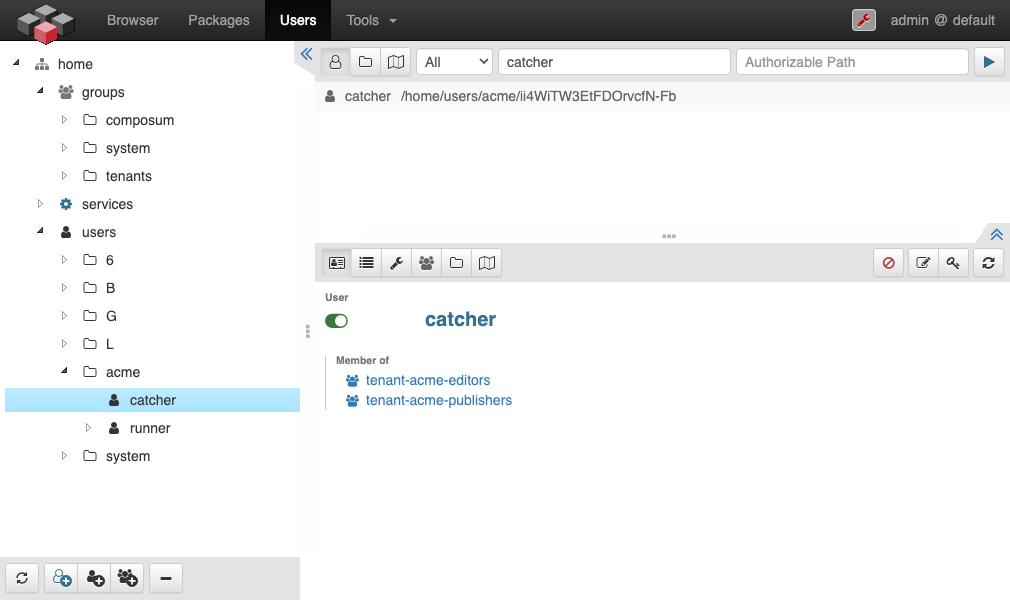 Browser Packages Users Tools admin @ default
home
groups
composum
system
tenants
services
users
6
B
G
L
acme
catcher
runner
system
All catcher Authorizable Path
catcher /home/users/acme/ii4WiTW3EtFDOrvcfN-Fb
User
catcher
Member of
tenant-acme-editors
tenant-acme-publishers